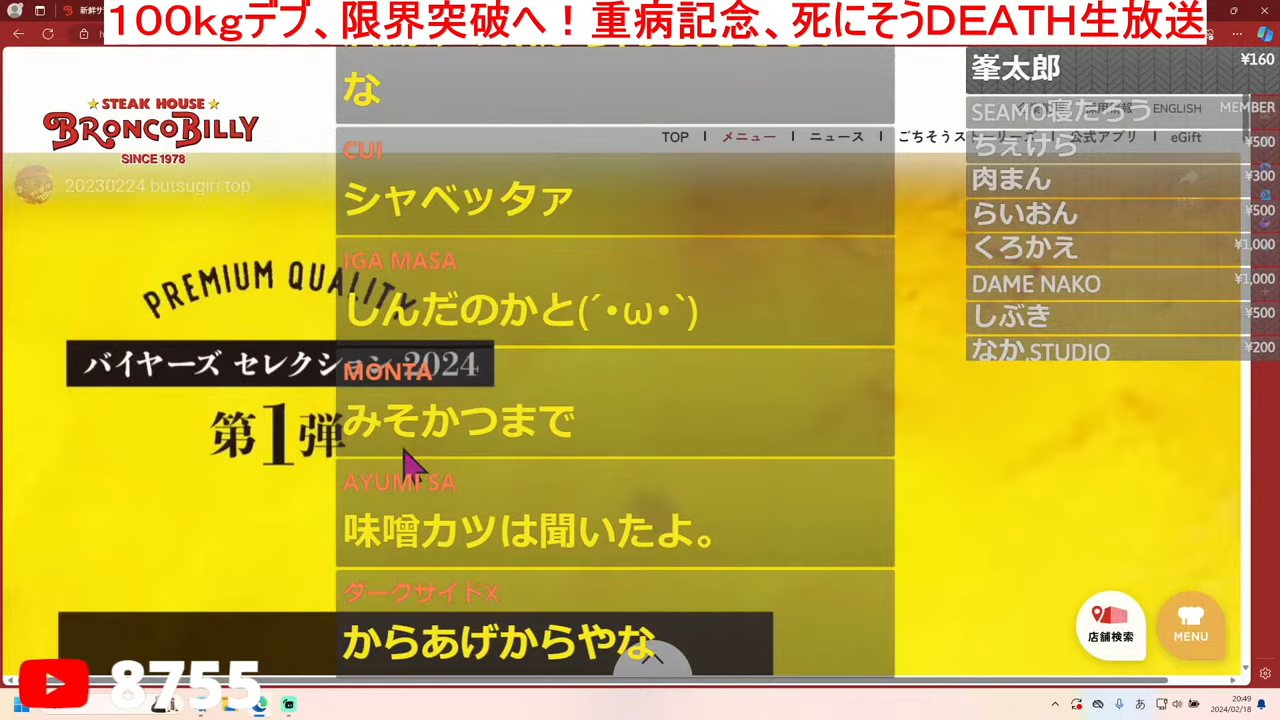 100kgデブ、限界突破へ！重病記念、死にそうDEATH生放送
な
CUI
シャベッタァ
IGA MASA
しんだのかと(´・ω・`)
MONTA
みそかつまで
AYUMI SA
味噌カツは聞いたよ。
ダークサイドX
からあげからやな
STEAK HOUSE
BRONCOBILLY
SINCE 1978
20230224 butsugiri top
TOP
メニュー
ニュース
ごちそうストーリーズ
公式アプリ
eGift
ENGLISH
PREMIUM QUALITY
バイヤーズ セレクション 2024
第1弾
峯太郎 ¥160
SEAMO寝たろう MEMBER
ちぇけら ¥500
肉まん ¥300
らいおん ¥500
くろかえ ¥1,000
DAME NAKO ¥1,000
しぶき ¥500
なか.STUDIO ¥200
店舗検索
MENU
8755
20:49
2024/02/18